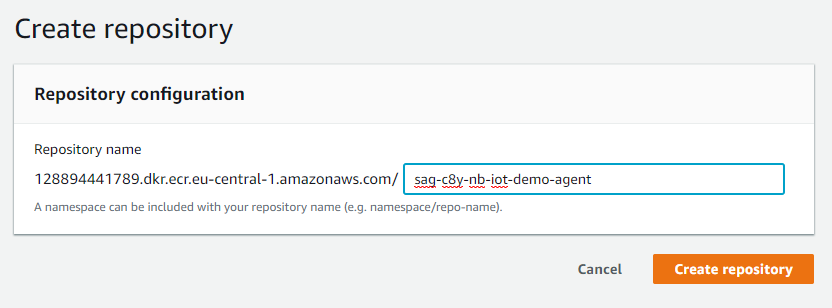 Create repository
Repository configuration
Repository name
128894441789.dkr.ecr.eu-central-1.amazonaws.com/ sag-c8y-nb-iot-demo-agent
A namespace can be included with your repository name (e.g. namespace/repo-name).
Cancel Create repository